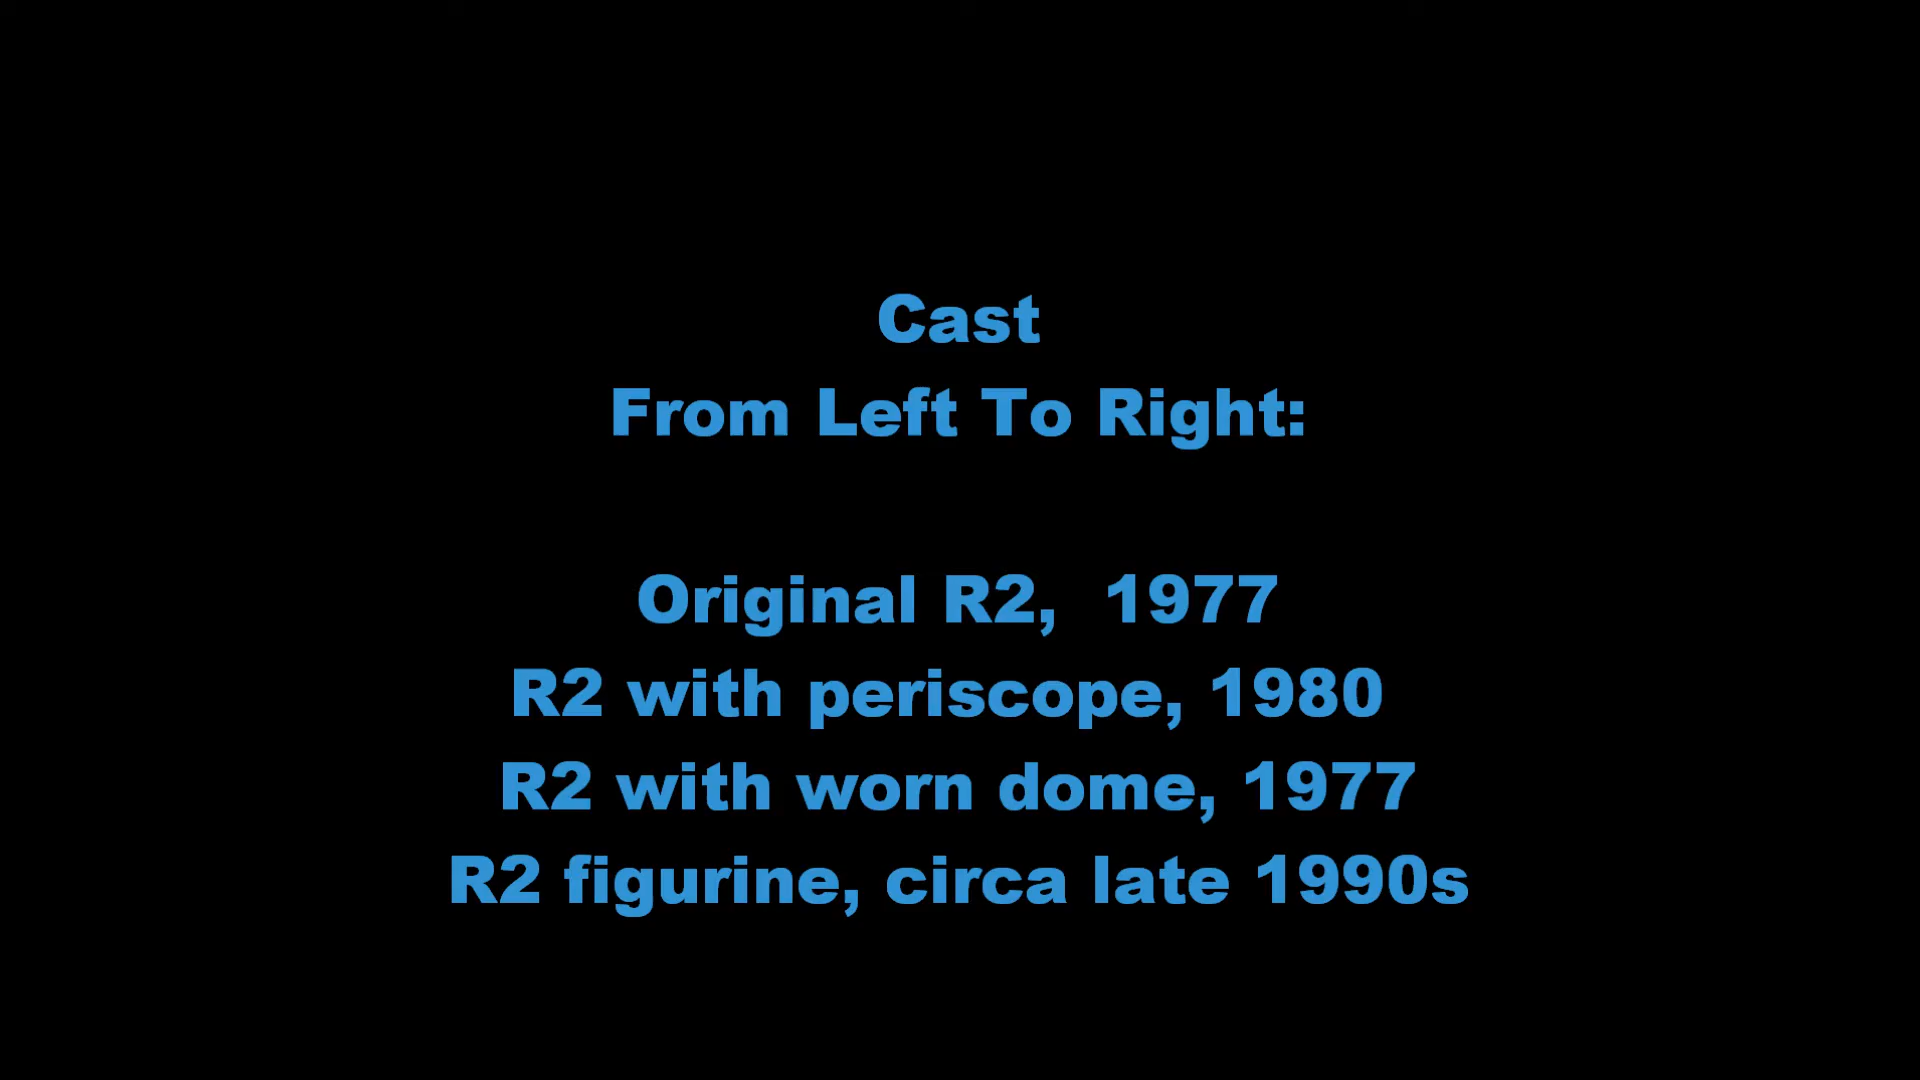 Cast
From Left To Right:
Original R2,  1977
R2 with periscope, 1980
R2 with worn dome, 1977
R2 figurine, circa late 1990s